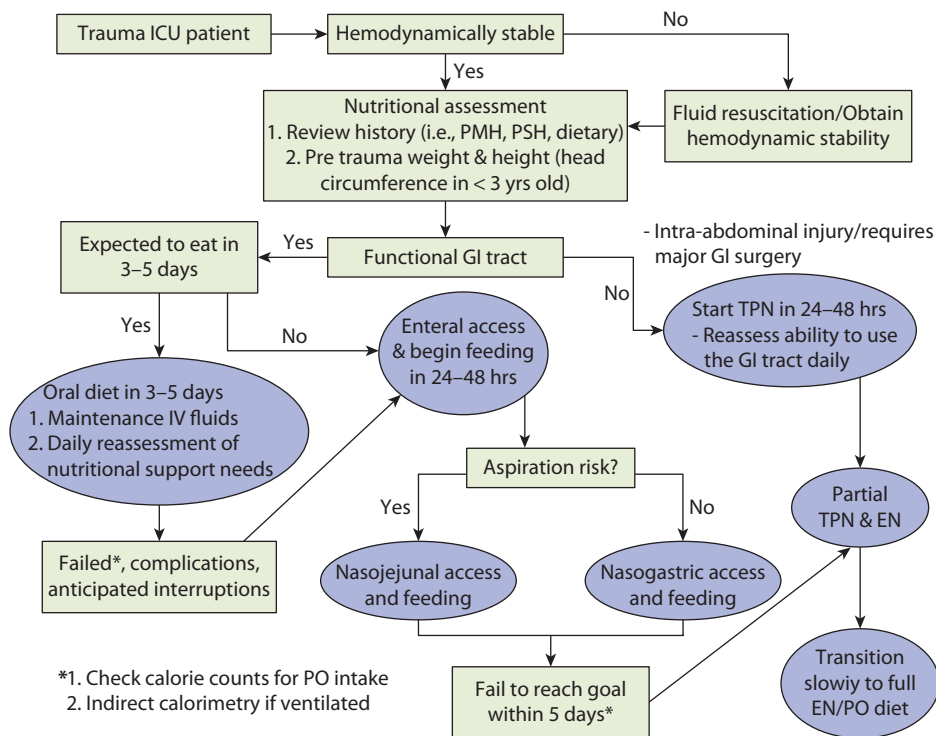 Trauma ICU patient
Hemodynamically stable
No
Yes
Nutritional assessment
1. Review history (i.e., PMH, PSH, dietary)
2. Pre trauma weight & height (head
circumference in < 3 yrs old)
Fluid resuscitation/Obtain
hemodynamic stability
Expected to eat in
3–5 days
Yes
Functional GI tract
- Intra-abdominal injury/requires
major GI surgery
No
Yes
No
Enteral access
& begin feeding
in 24–48 hrs
Start TPN in 24–48 hrs
- Reassess ability to use
the GI tract daily
Oral diet in 3–5 days
1. Maintenance IV fluids
2. Daily reassessment of
nutritional support needs
Aspiration risk?
Yes
No
Partial
TPN & EN
Failed*, complications,
anticipated interruptions
Nasojejunal access
and feeding
Nasogastric access
and feeding
*1. Check calorie counts for PO intake
2. Indirect calorimetry if ventilated
Fail to reach goal
within 5 days*
Transition
slowiy to full
EN/PO diet